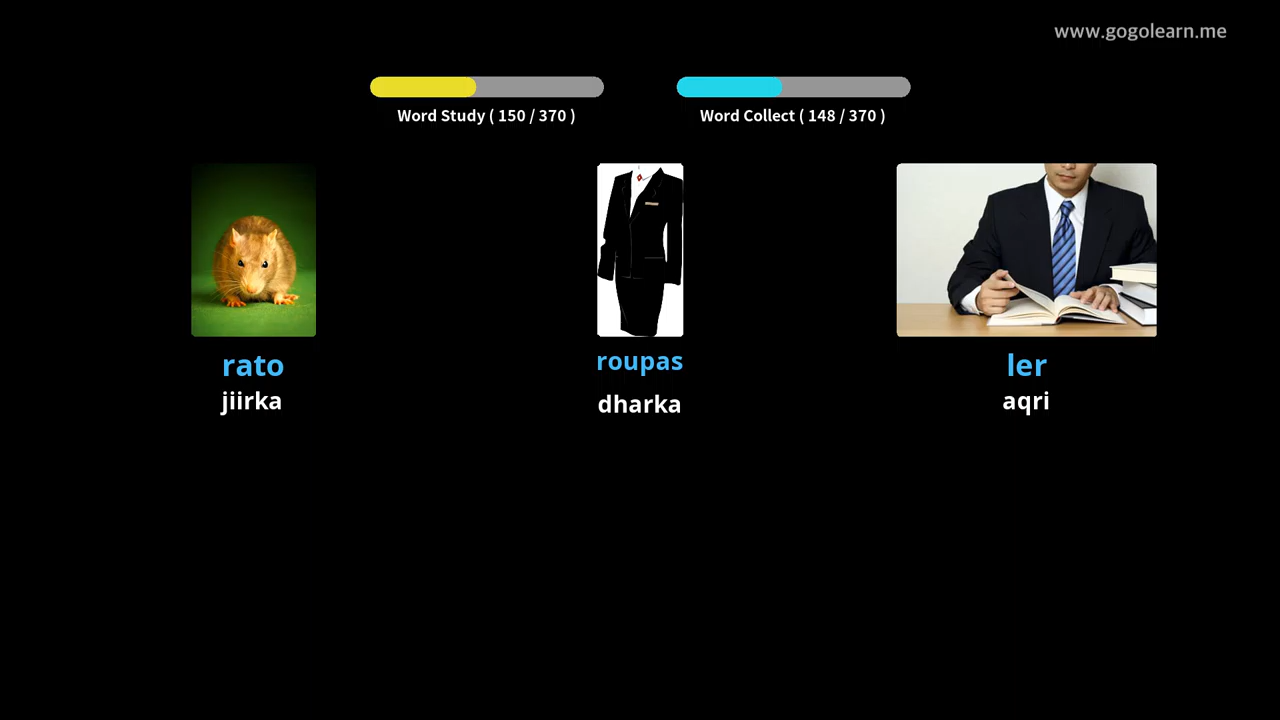 www.gogolearn.me
Word Study ( 150 / 370 )
Word Collect ( 148 / 370 )
rato
jiirka
roupas
dharka
ler
aqri